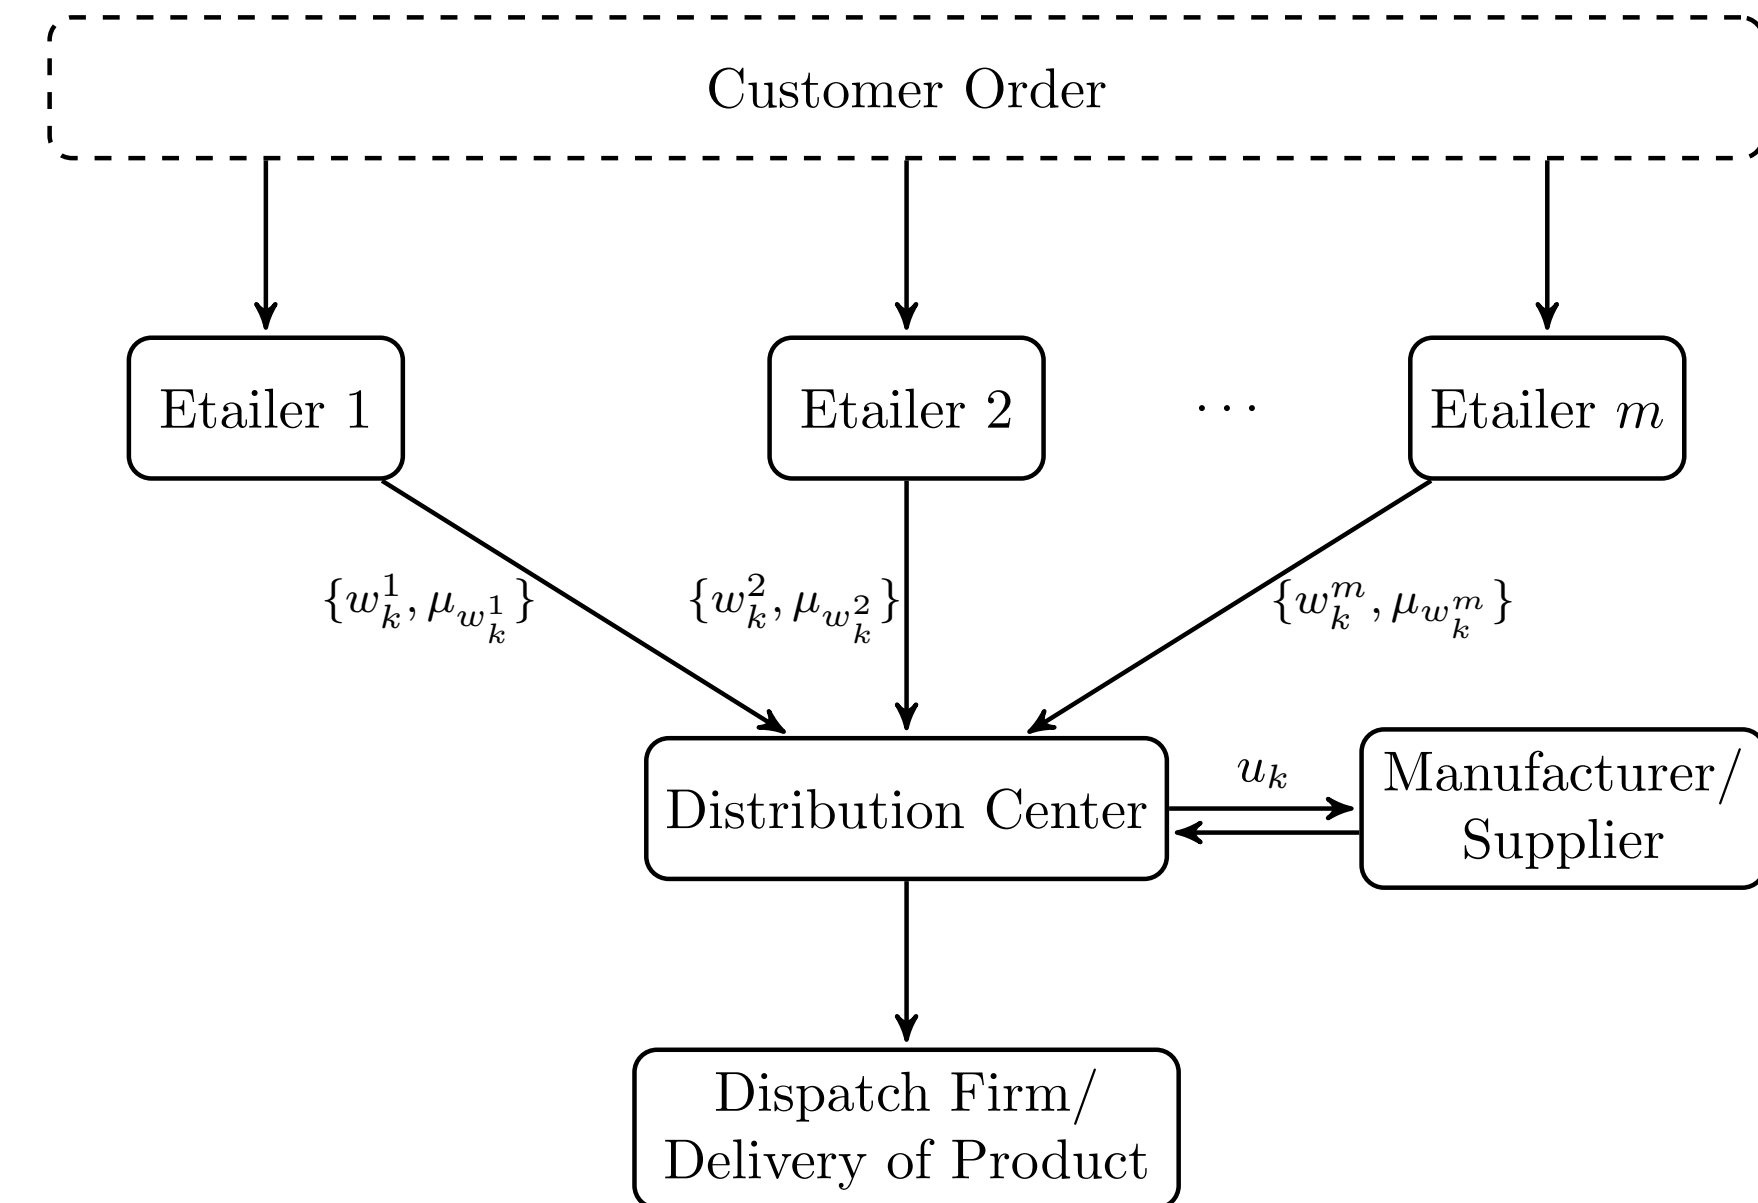 Customer Order
Etailer 1
Etailer 2
· · ·
Etailer m
{w_k^1, μ_{w_k^1}}
{w_k^2, μ_{w_k^2}}
{w_k^m, μ_{w_k^m}}
Distribution Center
u_k
Manufacturer/
Supplier
Dispatch Firm/
Delivery of Product